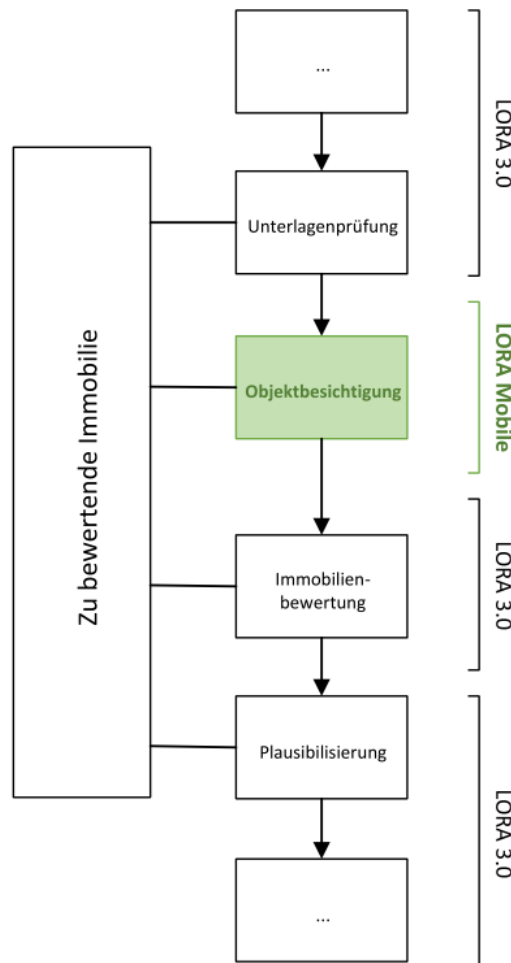 ...
Unterlagenprüfung
Objektbesichtigung
Immobilien-
bewertung
Plausibilisierung
...
Zu bewertende Immobilie
LORA 3.0
LORA Mobile
LORA 3.0
LORA 3.0